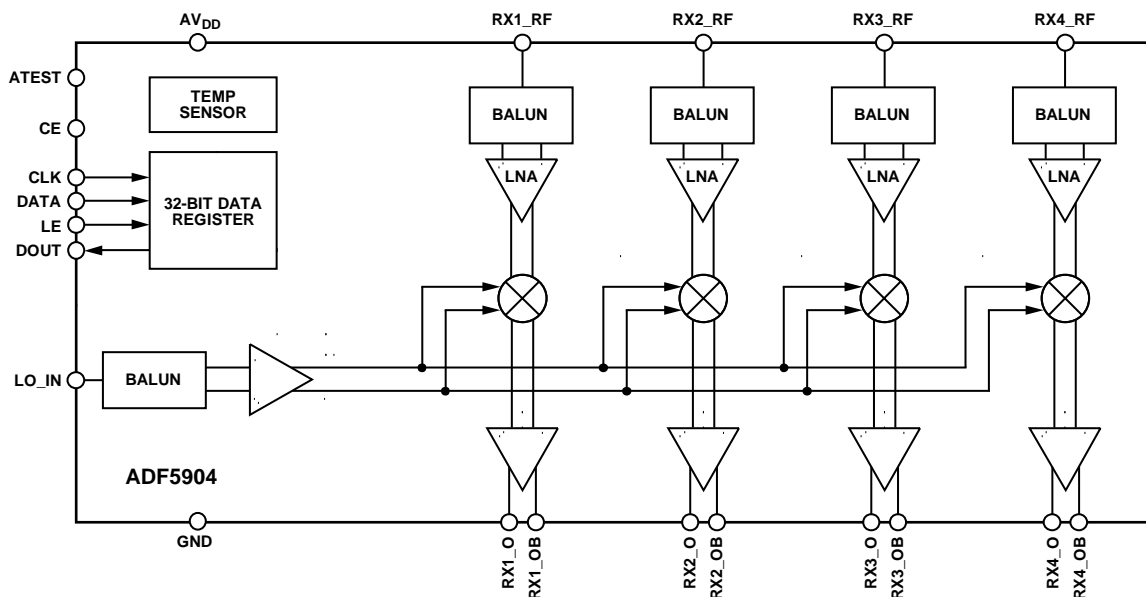 AVDD
RX1_RF
RX2_RF
RX3_RF
RX4_RF
ATEST
TEMP
SENSOR
CE
CLK
DATA
LE
DOUT
32-BIT DATA
REGISTER
BALUN
BALUN
BALUN
BALUN
LNA
LNA
LNA
LNA
LO_IN
BALUN
ADF5904
GND
RX1_O
RX1_OB
RX2_O
RX2_OB
RX3_O
RX3_OB
RX4_O
RX4_OB